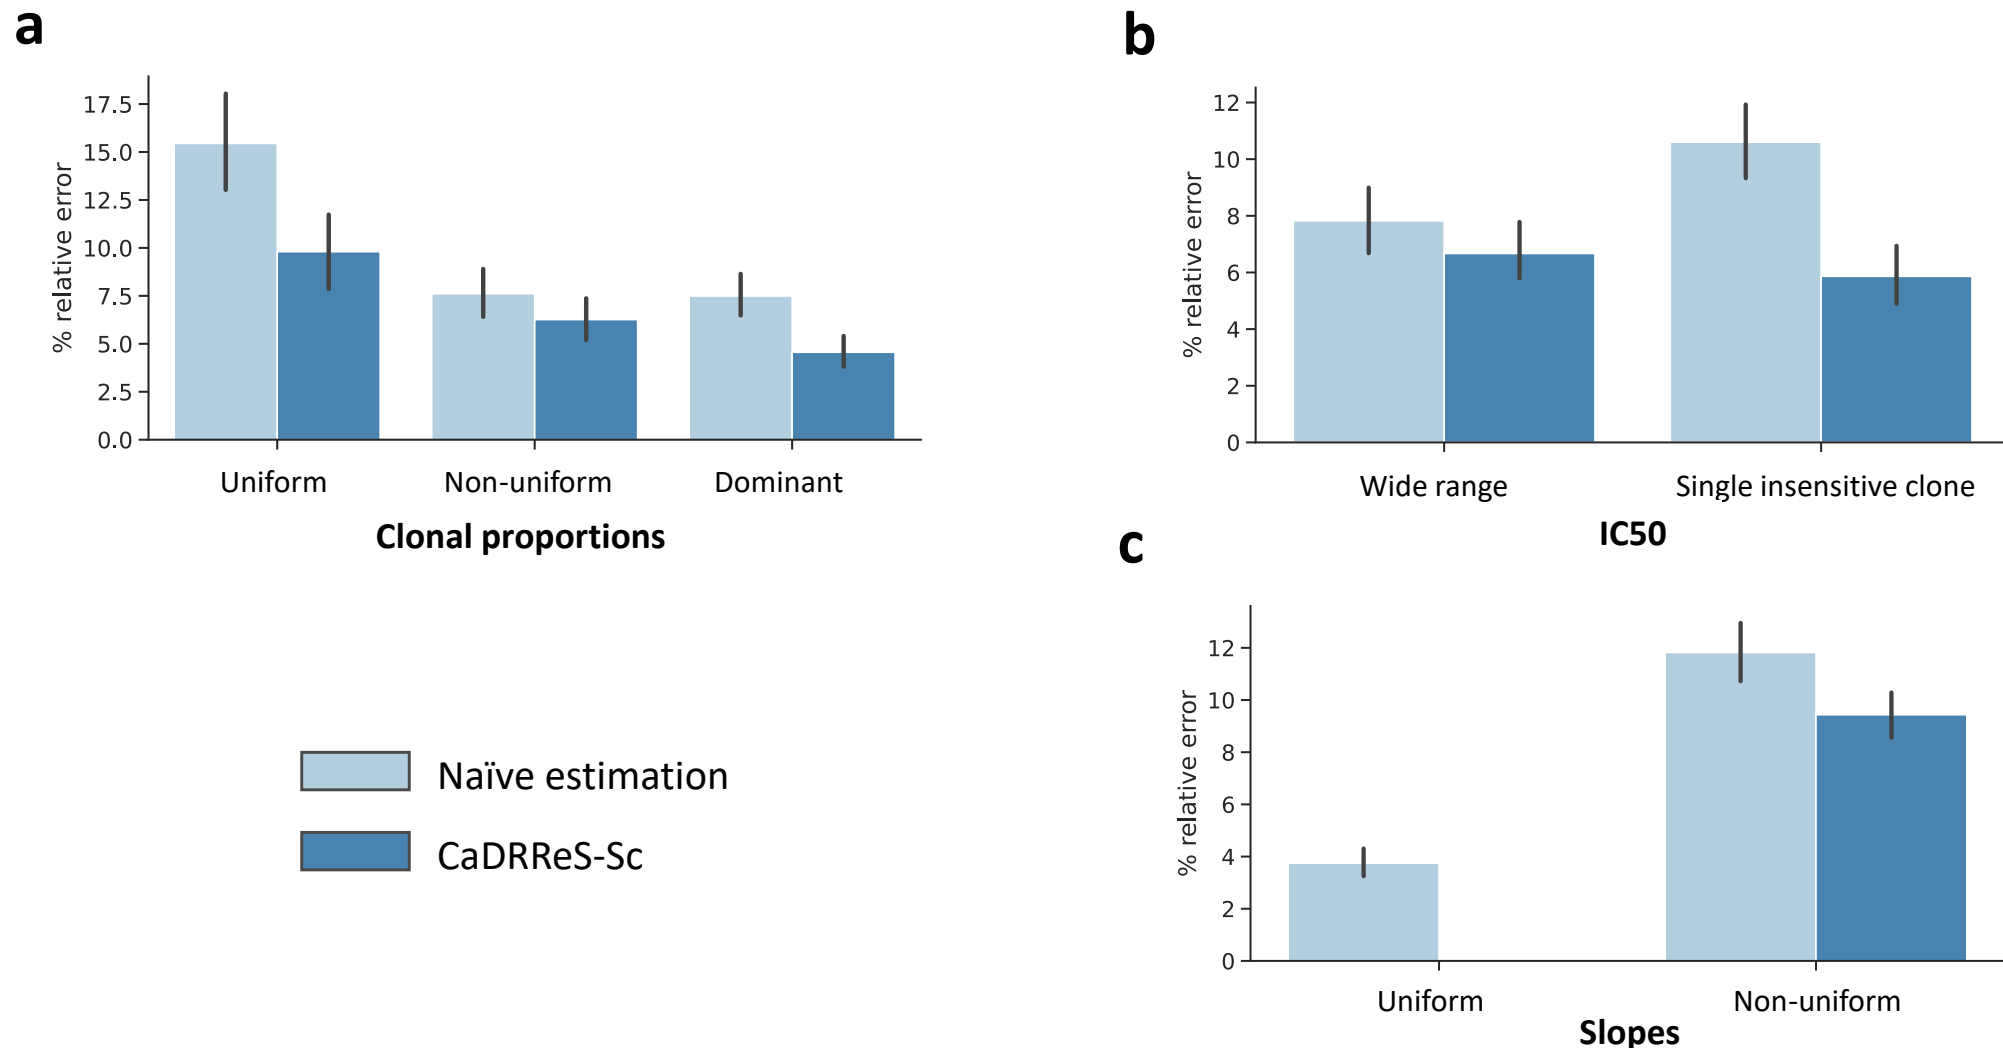 a
17.5
15.0
12.5
10.0
7.5
5.0
2.5
0.0
% relative error
Uniform
Non-uniform
Dominant
Clonal proportions
b
12
10
8
6
4
2
0
% relative error
Wide range
Single insensitive clone
IC50
c
12
10
8
6
4
2
0
% relative error
Uniform
Non-uniform
Slopes
Naïve estimation
CaDRReS-Sc